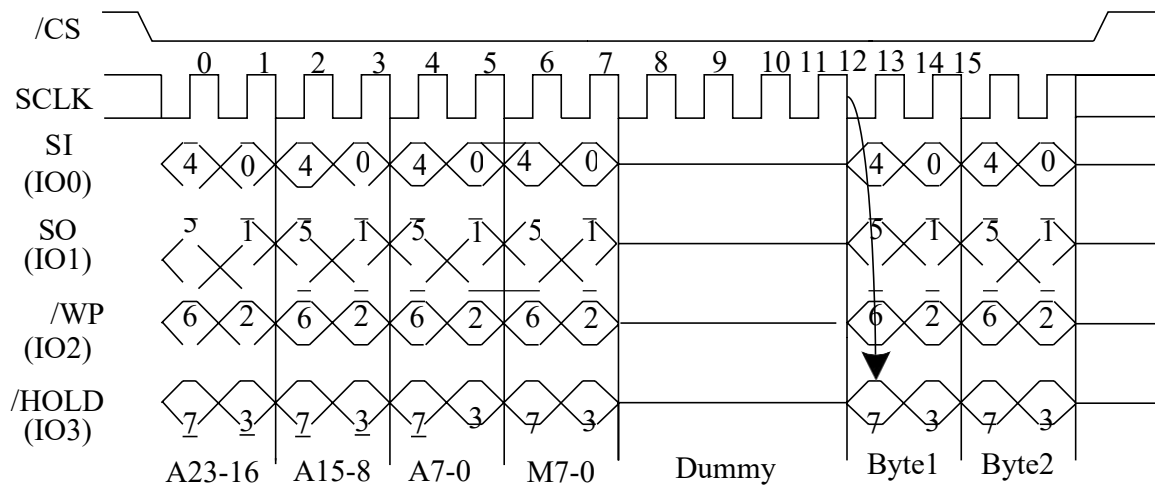 /CS
0 1 2 3 4 5 6 7 8 9 10 11 12 13 14 15
SCLK
SI
(IO0)
4 0 4 0 4 0 4 0 4 0 4 0
SO
(IO1)
5 1 5 1 5 1 5 1 5 1 5 1
/WP
(IO2)
6 2 6 2 6 2 6 2 6 2 6 2
/HOLD
(IO3)
7 3 7 3 7 3 7 3 7 3 7 3
A23-16 A15-8 A7-0 M7-0 Dummy Byte1 Byte2